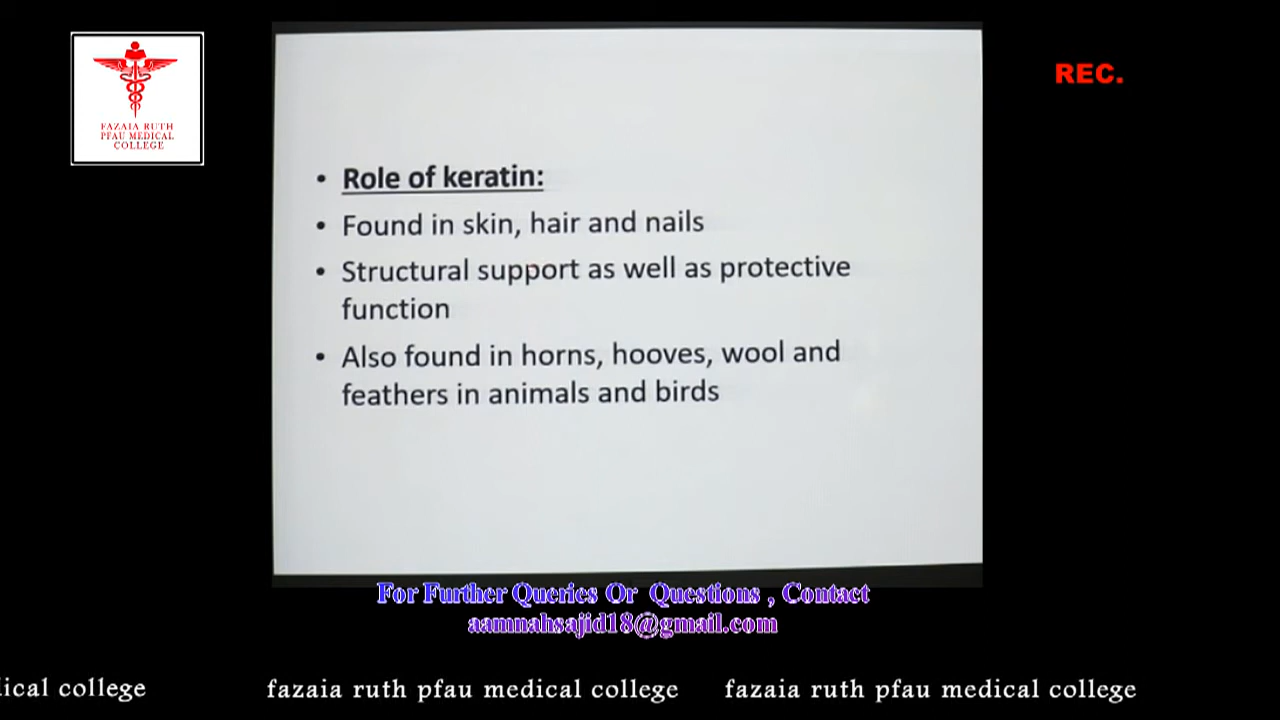 FAZAIA RUTH
PFAU MEDICAL
COLLEGE
REC.
• Role of keratin:
• Found in skin, hair and nails
• Structural support as well as protective
function
• Also found in horns, hooves, wool and
feathers in animals and birds
For Further Queries Or Questions , Contact
aamnahsajid18@gmail.com
dical college fazaia ruth pfau medical college fazaia ruth pfau medical college